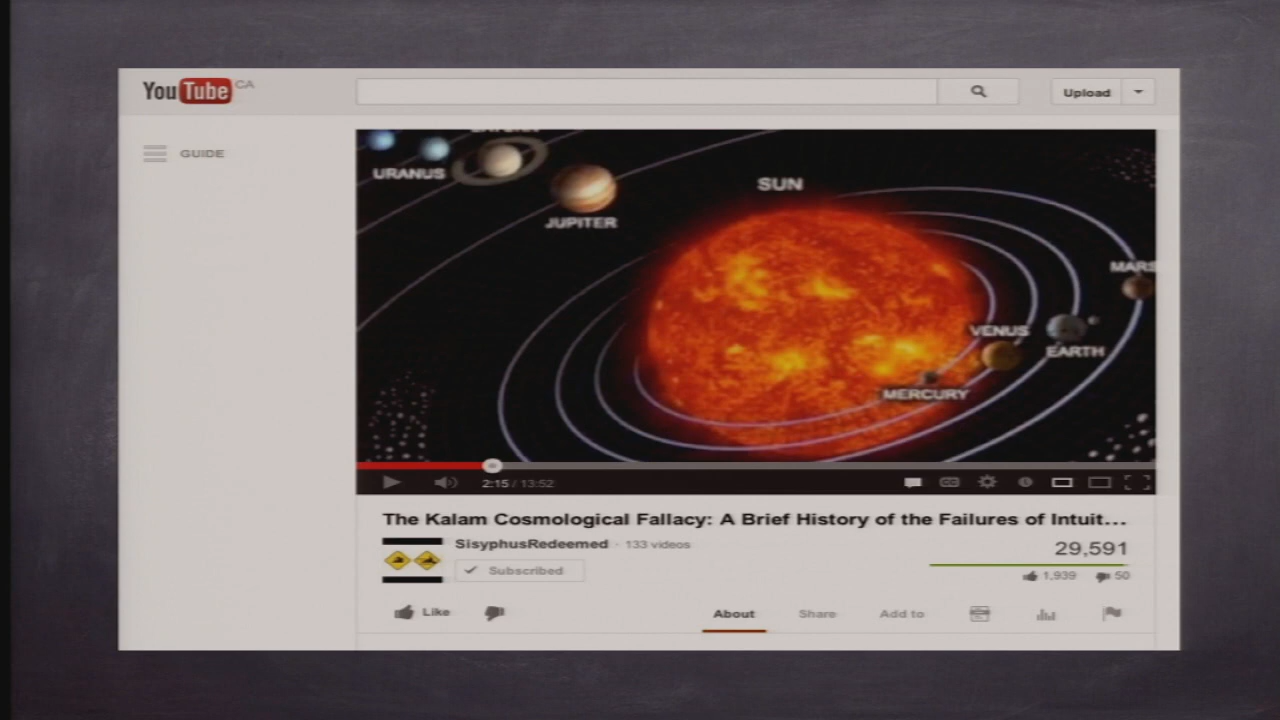 YouTube CA
Upload
GUIDE
SATURN
URANUS
JUPITER
SUN
MARS
VENUS
EARTH
MERCURY
2:15 / 13:52
CC
The Kalam Cosmological Fallacy: A Brief History of the Failures of Intuit...
SisyphusRedeemed · 133 videos
29,591
Subscribed
1,939 50
Like
About Share Add to